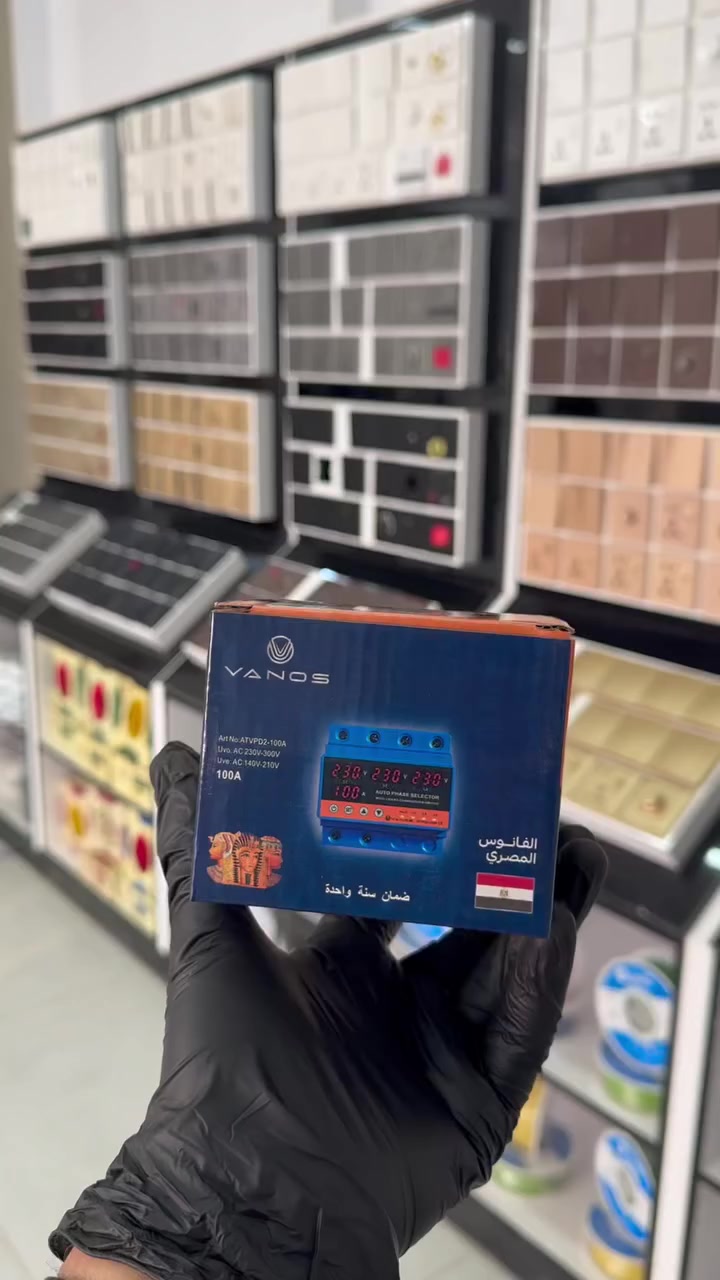 VANOS
Art No:ATVPD2-100A
Uvo: AC 230V-300V
Uve: AC 140V-210V
100A
230 V 230 V 230 V
100 A
AUTO PHASE SELECTOR
الفانوس
المصري
ضمان سنة واحدة